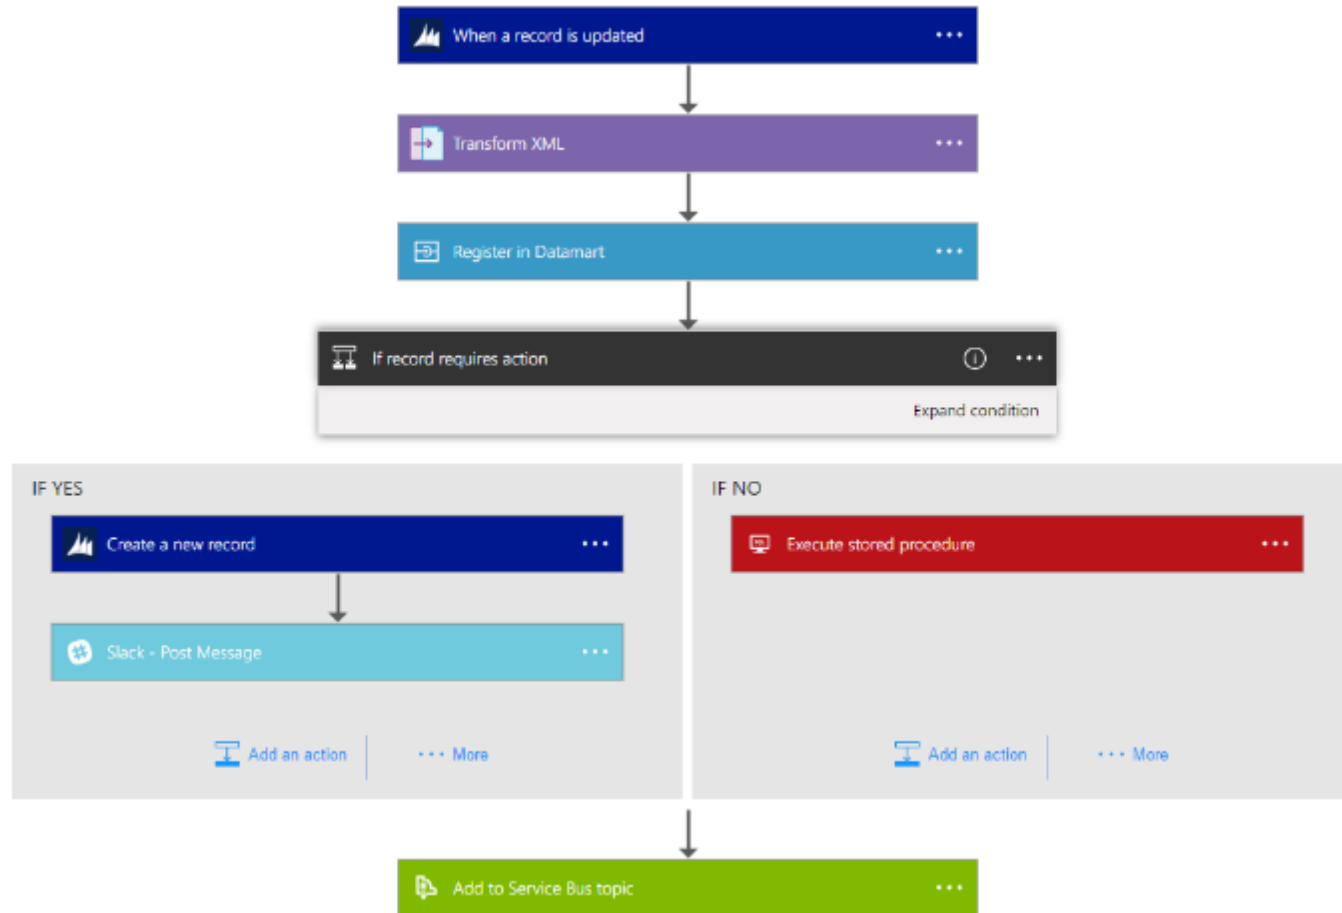 When a record is updated
Transform XML
Register in Datamart
If record requires action
Expand condition
IF YES
Create a new record
Slack - Post Message
Add an action
More
IF NO
Execute stored procedure
Add an action
More
Add to Service Bus topic